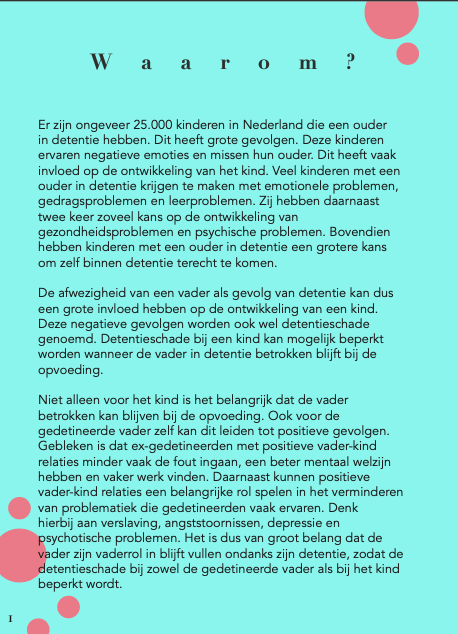 W a a r o m ?
Er zijn ongeveer 25.000 kinderen in Nederland die een ouder
in detentie hebben. Dit heeft grote gevolgen. Deze kinderen
ervaren negatieve emoties en missen hun ouder. Dit heeft vaak
invloed op de ontwikkeling van het kind. Veel kinderen met een
ouder in detentie krijgen te maken met emotionele problemen,
gedragsproblemen en leerproblemen. Zij hebben daarnaast
twee keer zoveel kans op de ontwikkeling van
gezondheidsproblemen en psychische problemen. Bovendien
hebben kinderen met een ouder in detentie een grotere kans
om zelf binnen detentie terecht te komen.
De afwezigheid van een vader als gevolg van detentie kan dus
een grote invloed hebben op de ontwikkeling van een kind.
Deze negatieve gevolgen worden ook wel detentieschade
genoemd. Detentieschade bij een kind kan mogelijk beperkt
worden wanneer de vader in detentie betrokken blijft bij de
opvoeding.
Niet alleen voor het kind is het belangrijk dat de vader
betrokken kan blijven bij de opvoeding. Ook voor de
gedetineerde vader zelf kan dit leiden tot positieve gevolgen.
Gebleken is dat ex-gedetineerden met positieve vader-kind
relaties minder vaak de fout ingaan, een beter mentaal welzijn
hebben en vaker werk vinden. Daarnaast kunnen positieve
vader-kind relaties een belangrijke rol spelen in het verminderen
van problematiek die gedetineerden vaak ervaren. Denk
hierbij aan verslaving, angststoornissen, depressie en
psychotische problemen. Het is dus van groot belang dat de
vader zijn vaderrol in blijft vullen ondanks zijn detentie, zodat de
detentieschade bij zowel de gedetineerde vader als bij het kind
beperkt wordt.
1